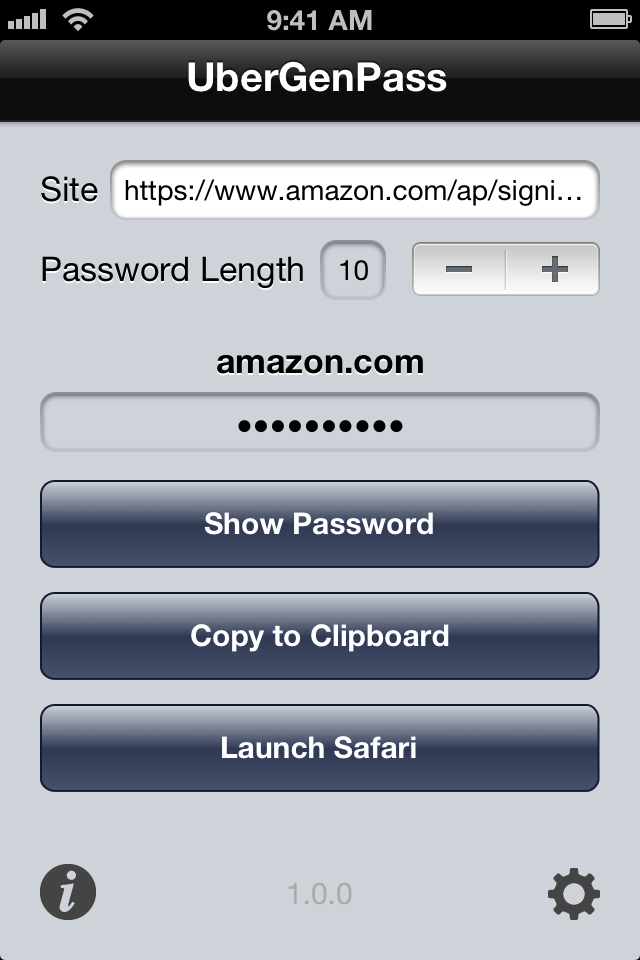 9:41 AM
UberGenPass
Site https://www.amazon.com/ap/signi...
Password Length 10
amazon.com
••••••••••
Show Password
Copy to Clipboard
Launch Safari
1.0.0